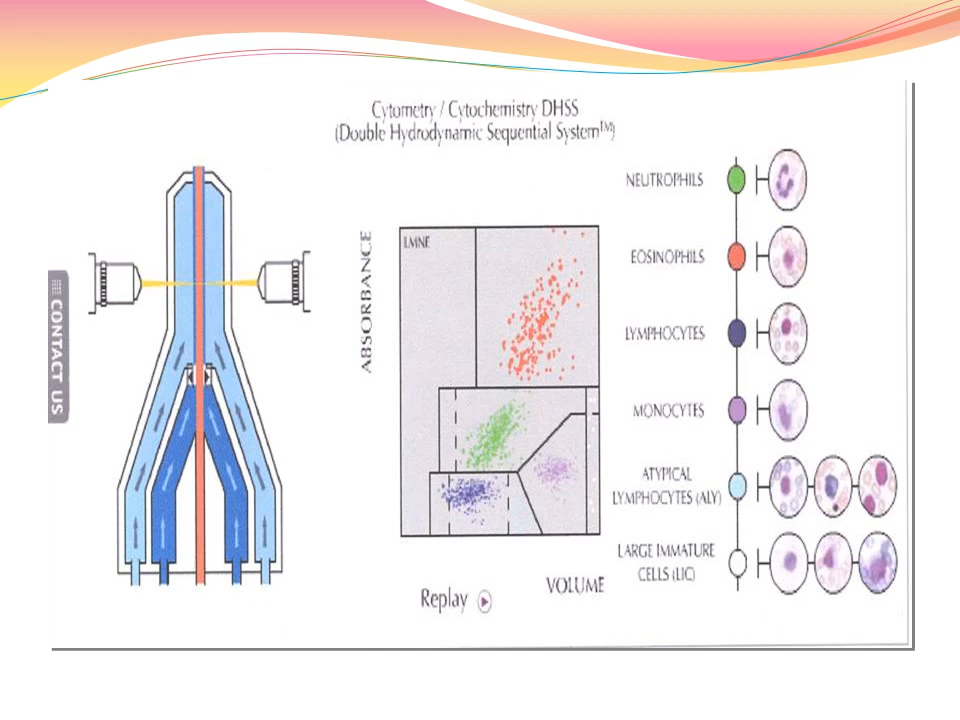 Cytometry / Cytochemistry DHSS
(Double Hydrodynamic Sequential System™)
NEUTROPHILS
EOSINOPHILS
LYMPHOCYTES
MONOCYTES
ATYPICAL
LYMPHOCYTES (ALY)
LARGE IMMATURE
CELLS (LIC)
LMNE
ABSORBANCE
VOLUME
Replay
CONTACT US